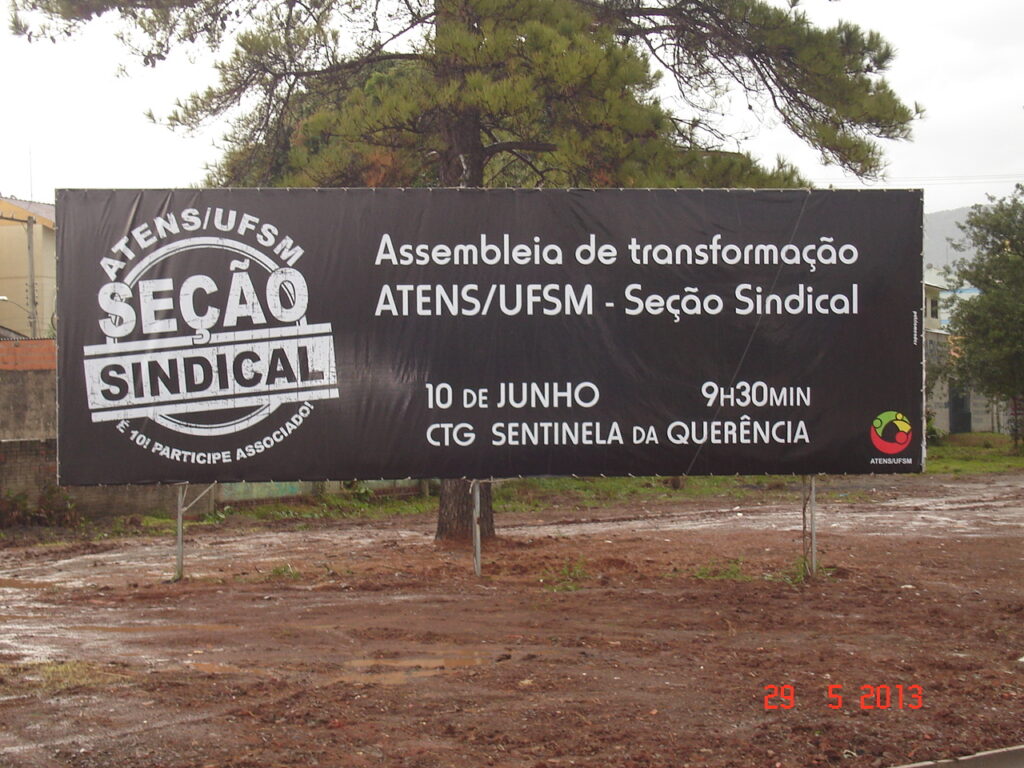 ATENS/UFSM
SEÇÃO
SINDICAL
É 10! PARTICIPE ASSOCIADO!
Assembleia de transformação
ATENS/UFSM - Seção Sindical
10 DE JUNHO 9H30MIN
CTG SENTINELA DA QUERÊNCIA
ATENS/UFSM
29 5 2013